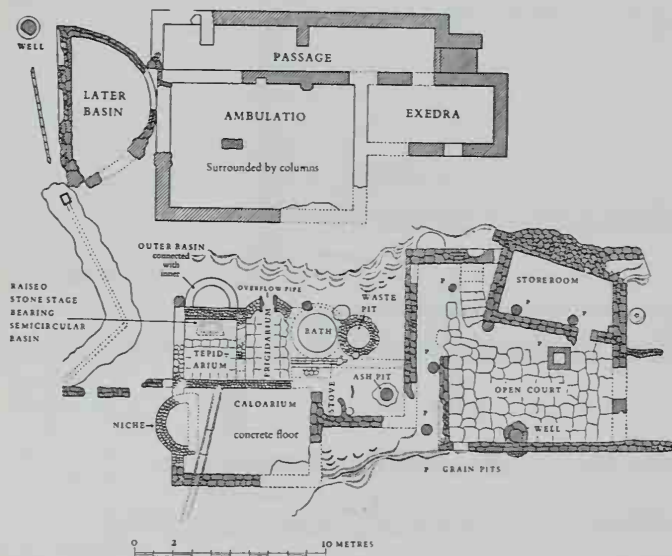 WELL
PASSAGE
LATER
BASIN
AMBULATIO
EXEDRA
Surrounded by columns
OUTER BASIN
connected
with
inner
RAISEO
STONE STAGE
BEARING
SEMICIRCULAR
BASIN
OVERFLOW PIPE
FRIGIDARIUM
BATH
WASTE
PIT
STOREROOM
P
P
P
P
TEPID-
ARIUM
STOVE
ASH PIT
OPEN COURT
CALOARIUM
NICHE
concrete floor
P
WELL
P GRAIN PITS
0 2 10 METRES